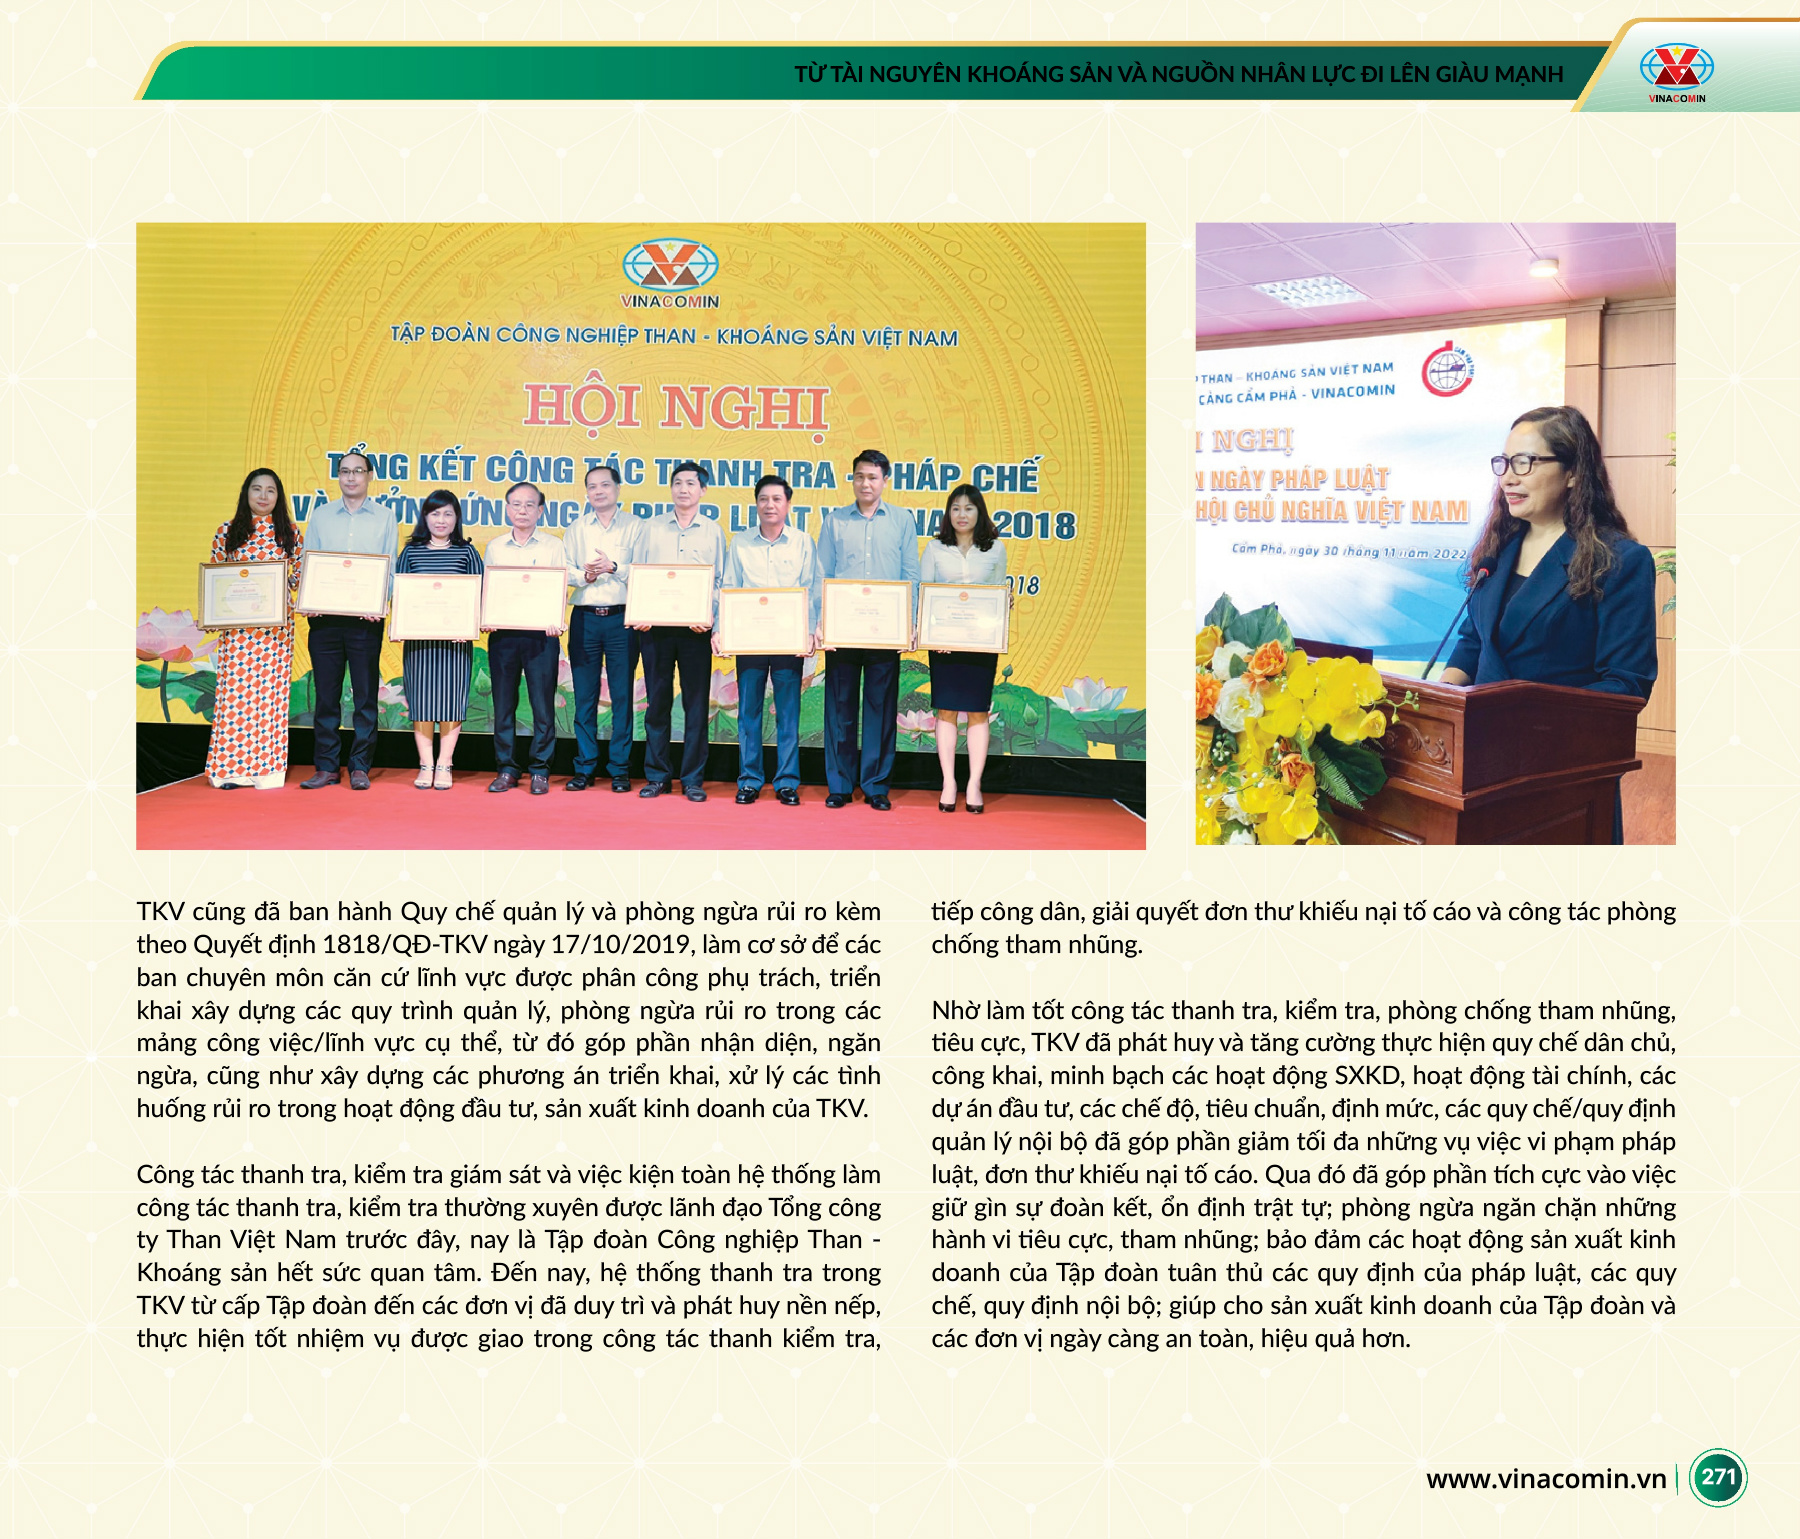 TỪ TÀI NGUYÊN KHOÁNG SẢN VÀ NGUỒN NHÂN LỰC ĐI LÊN GIÀU MẠNH
VINACOMIN
VINACOMIN
TẬP ĐOÀN CÔNG NGHIỆP THAN - KHOÁNG SẢN VIỆT NAM
HỘI NGHỊ
TỔNG KẾT CÔNG TÁC THANH TRA - PHÁP CHẾ
VÀ HƯỞNG ỨNG NGÀY PHÁP LUẬT VIỆT NAM 2018
THAN - KHOÁNG SẢN VIỆT NAM
CẢNG CẨM PHẢ - VINACOMIN
NGHỊ
NGÀY PHÁP LUẬT
HỘI CHỦ NGHĨA VIỆT NAM
Cẩm Phả, ngày 30 tháng 11 năm 2022
TKV cũng đã ban hành Quy chế quản lý và phòng ngừa rủi ro kèm
theo Quyết định 1818/QĐ-TKV ngày 17/10/2019, làm cơ sở để các
ban chuyên môn căn cứ lĩnh vực được phân công phụ trách, triển
khai xây dựng các quy trình quản lý, phòng ngừa rủi ro trong các
mảng công việc/lĩnh vực cụ thể, từ đó góp phần nhận diện, ngăn
ngừa, cũng như xây dựng các phương án triển khai, xử lý các tình
huống rủi ro trong hoạt động đầu tư, sản xuất kinh doanh của TKV.
Công tác thanh tra, kiểm tra giám sát và việc kiện toàn hệ thống làm
công tác thanh tra, kiểm tra thường xuyên được lãnh đạo Tổng công
ty Than Việt Nam trước đây, nay là Tập đoàn Công nghiệp Than -
Khoáng sản hết sức quan tâm. Đến nay, hệ thống thanh tra trong
TKV từ cấp Tập đoàn đến các đơn vị đã duy trì và phát huy nền nếp,
thực hiện tốt nhiệm vụ được giao trong công tác thanh kiểm tra,
tiếp công dân, giải quyết đơn thư khiếu nại tố cáo và công tác phòng
chống tham nhũng.
Nhờ làm tốt công tác thanh tra, kiểm tra, phòng chống tham nhũng,
tiêu cực, TKV đã phát huy và tăng cường thực hiện quy chế dân chủ,
công khai, minh bạch các hoạt động SXKD, hoạt động tài chính, các
dự án đầu tư, các chế độ, tiêu chuẩn, định mức, các quy chế/quy định
quản lý nội bộ đã góp phần giảm tối đa những vụ việc vi phạm pháp
luật, đơn thư khiếu nại tố cáo. Qua đó đã góp phần tích cực vào việc
giữ gìn sự đoàn kết, ổn định trật tự; phòng ngừa ngăn chặn những
hành vi tiêu cực, tham nhũng; bảo đảm các hoạt động sản xuất kinh
doanh của Tập đoàn tuân thủ các quy định của pháp luật, các quy
chế, quy định nội bộ; giúp cho sản xuất kinh doanh của Tập đoàn và
các đơn vị ngày càng an toàn, hiệu quả hơn.
www.vinacomin.vn
271